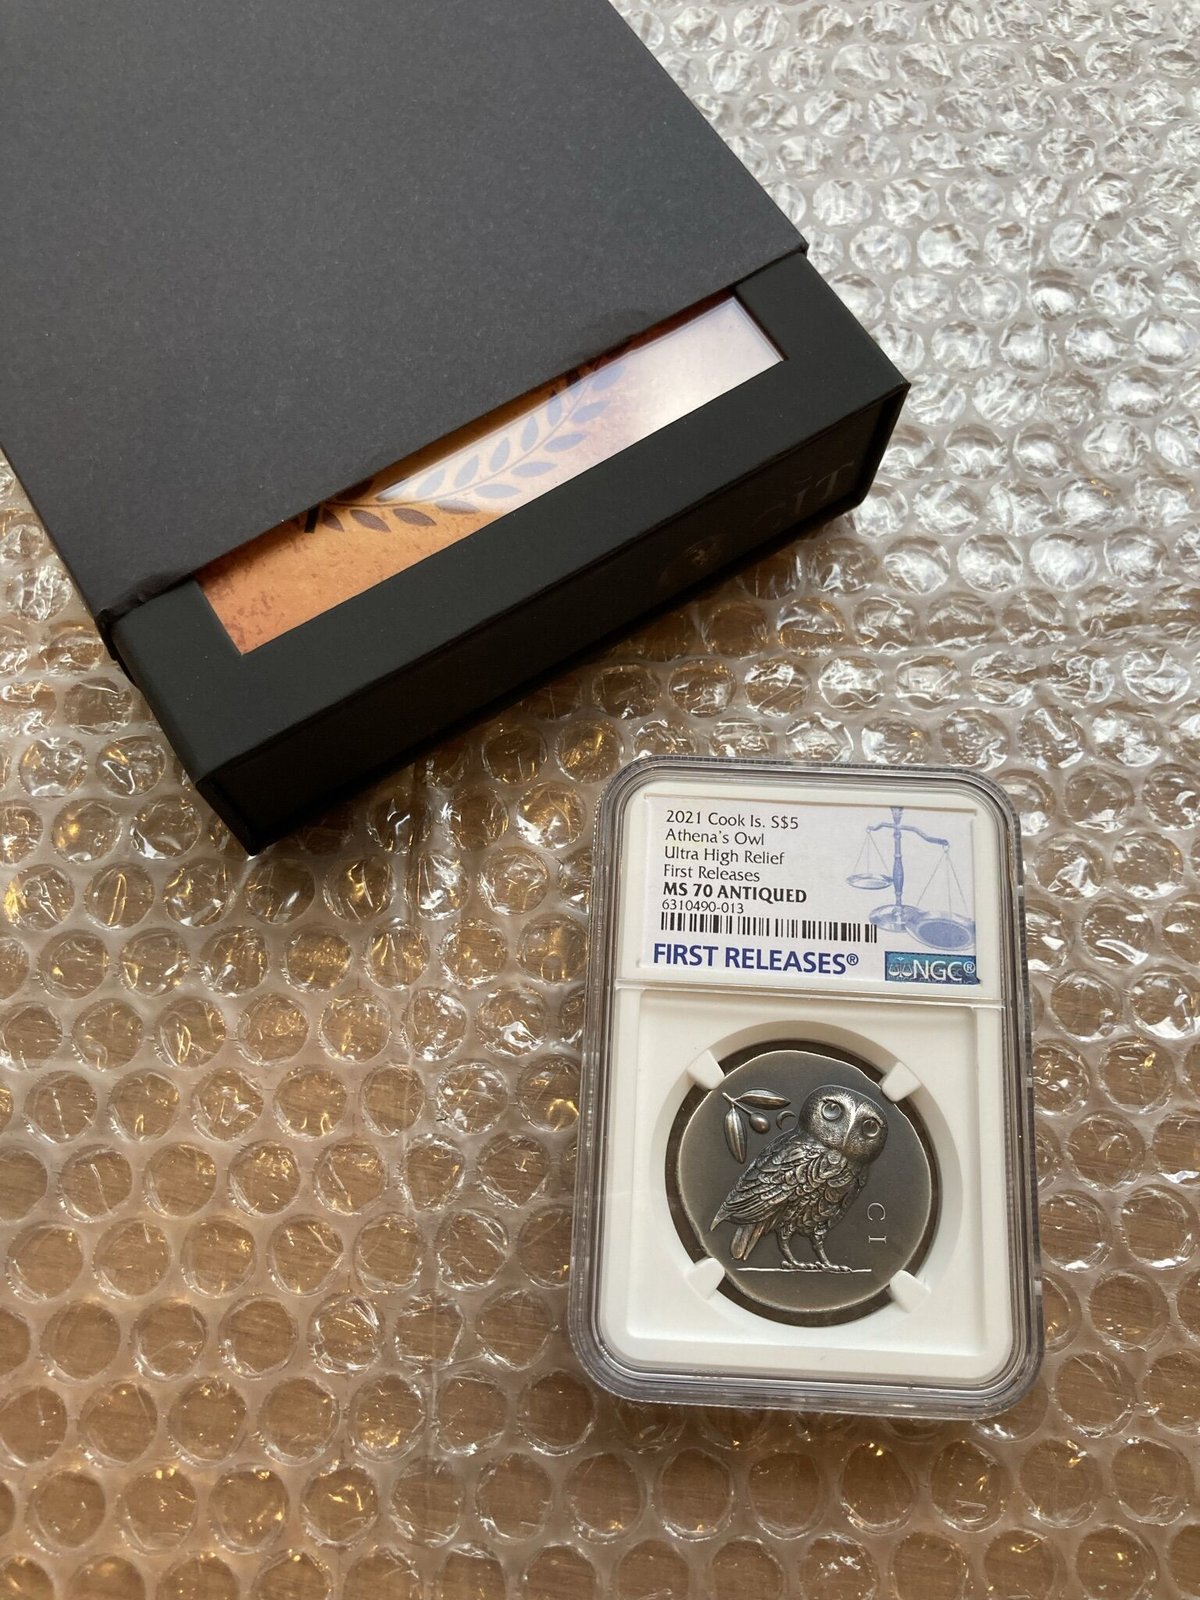 2021 Cook Is. S$5
Athena's Owl
Ultra High Relief
First Releases
MS 70 ANTIQUED
6310490-013
FIRST RELEASES®
NGC®
C I
CIT